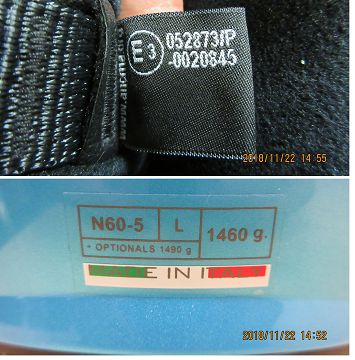 E3
052873/P
-0020845
2018/11/22 14:55
N60-5 L 1460 g.
- OPTIONALS 1490 g
MADE IN ITALY
2018/11/22 14:52